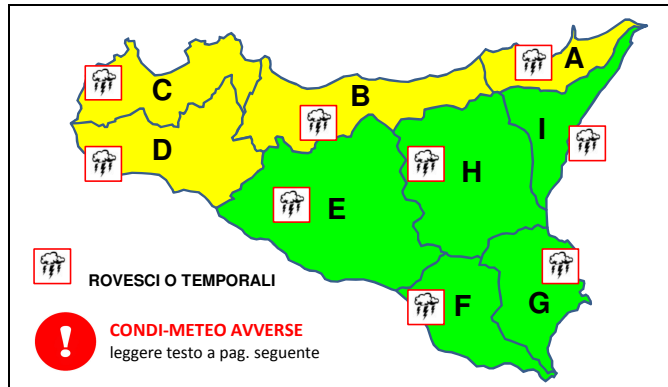 A
C
B
I
D
H
E
ROVESCI O TEMPORALI
F
G
!
CONDI-METEO AVVERSE
leggere testo a pag. seguente